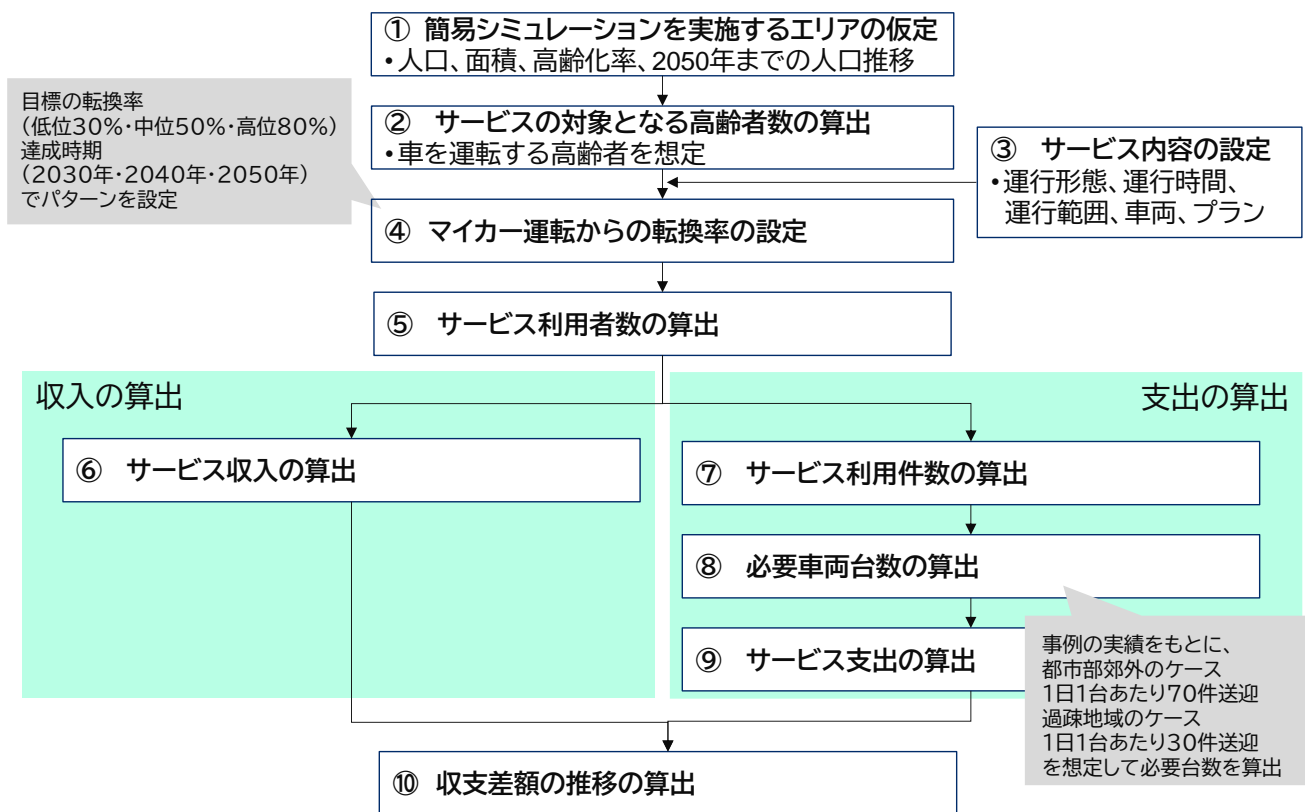 ① 簡易シミュレーションを実施するエリアの仮定
・人口、面積、高齢化率、2050年までの人口推移
目標の転換率
(低位30%・中位50%・高位80%)
達成時期
(2030年・2040年・2050年)
でパターンを設定
② サービスの対象となる高齢者数の算出
・車を運転する高齢者を想定
③ サービス内容の設定
・運行形態、運行時間、
運行範囲、車両、プラン
④ マイカー運転からの転換率の設定
⑤ サービス利用者数の算出
収入の算出
支出の算出
⑥ サービス収入の算出
⑦ サービス利用件数の算出
⑧ 必要車両台数の算出
⑨ サービス支出の算出
事例の実績をもとに、
都市部郊外のケース
1日1台あたり70件送迎
過疎地域のケース
1日1台あたり30件送迎
を想定して必要台数を算出
⑩ 収支差額の推移の算出